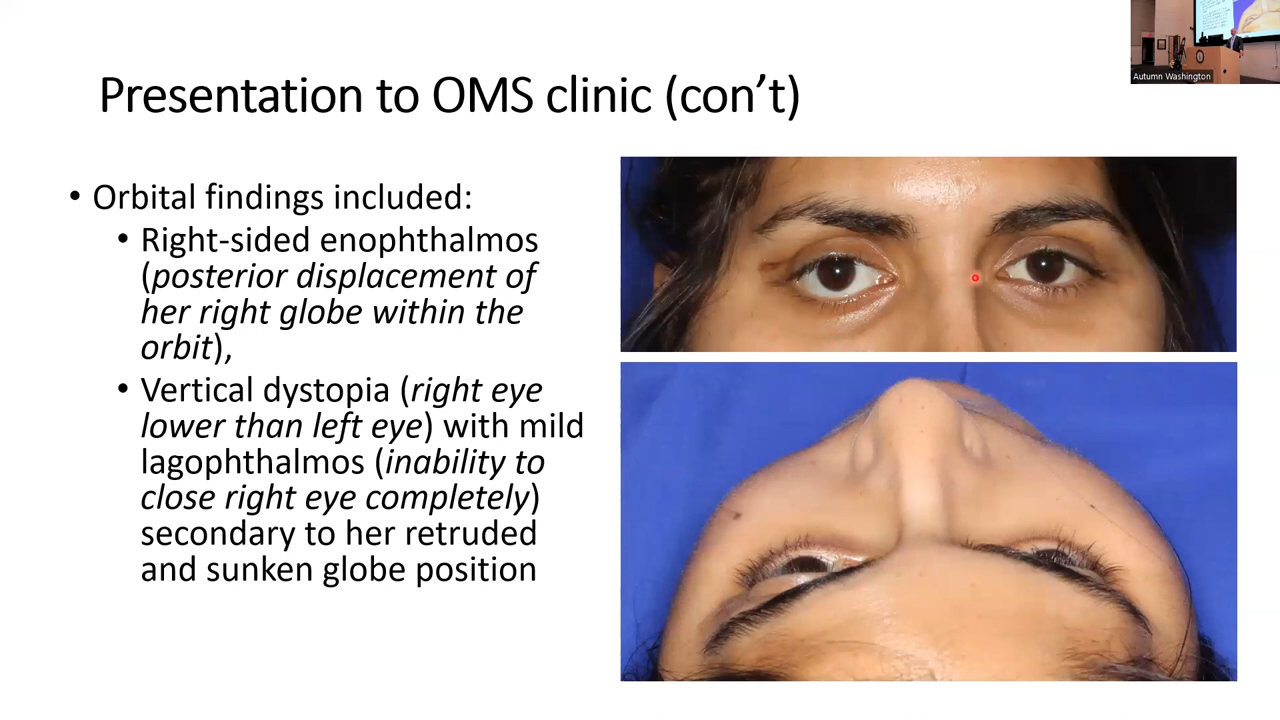 Autumn Washington
Presentation to OMS clinic (con’t)
• Orbital findings included:
• Right-sided enophthalmos
(posterior displacement of
her right globe within the
orbit),
• Vertical dystopia (right eye
lower than left eye) with mild
lagophthalmos (inability to
close right eye completely)
secondary to her retruded
and sunken globe position